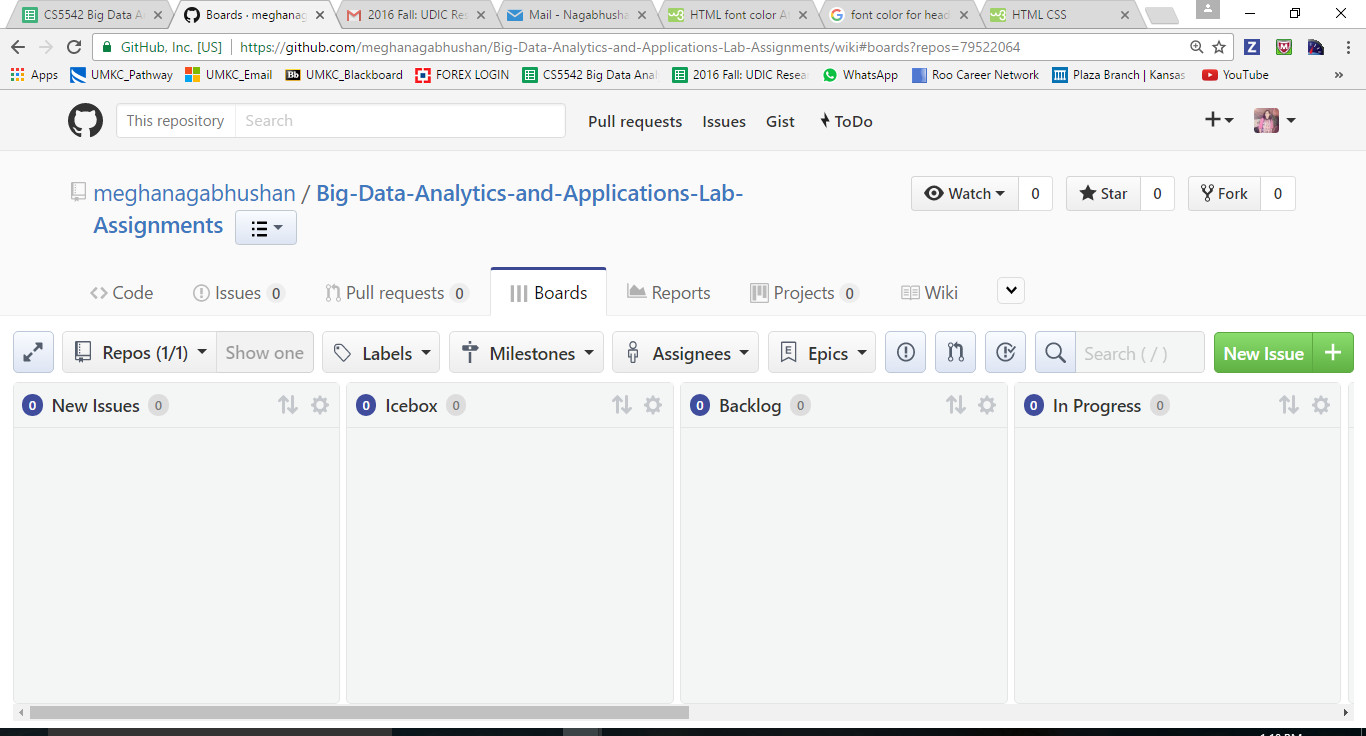 CS5542 Big Data A
Boards · meghanag
2016 Fall: UDIC Res
Mail - Nagabhusha
HTML font color A
font color for head
HTML CSS
GitHub, Inc. [US]
https://github.com/meghanagabhushan/Big-Data-Analytics-and-Applications-Lab-Assignments/wiki#boards?repos=79522064
Apps
UMKC_Pathway
UMKC_Email
Bb UMKC_Blackboard
FOREX LOGIN
CS5542 Big Data Anal
2016 Fall: UDIC Resea
WhatsApp
Roo Career Network
Plaza Branch | Kansas
YouTube
»
This repository
Search
Pull requests
Issues
Gist
ToDo
meghanagabhushan / Big-Data-Analytics-and-Applications-Lab-
Assignments
Watch 0
Star 0
Fork 0
Code
Issues 0
Pull requests 0
Boards
Reports
Projects 0
Wiki
Repos (1/1)
Show one
Labels
Milestones
Assignees
E Epics
Search ( / )
New Issue +
0 New Issues 0
0 Icebox 0
0 Backlog 0
0 In Progress 0